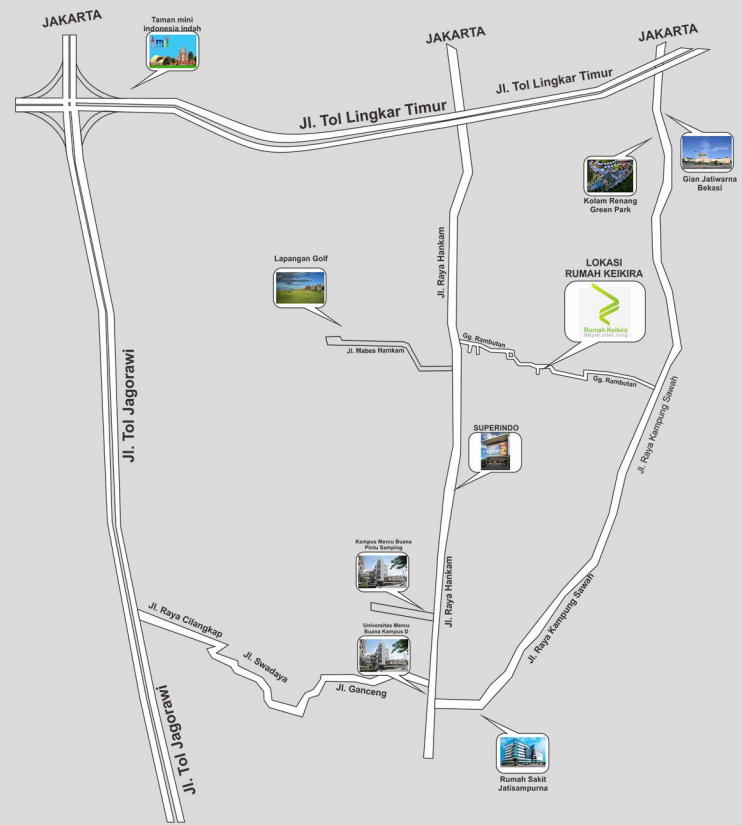 JAKARTA
Taman mini
indonesia indah
JAKARTA
JAKARTA
Jl. Tol Lingkar Timur
Jl. Tol Lingkar Timur
Kolam Renang
Green Park
Gian Jatiwarna
Bekasi
Lapangan Golf
Jl. Raya Hankam
LOKASI
RUMAH KEIKIRA
Rumah Keikira
Natural urban living
Jl. Mabes Hamkam
Gg. Rambutan
Gg. Rambutan
Jl. Tol Jagorawi
Jl. Raya Kampung Sawah
SUPERINDO
Kampus Mercu Buana
Pintu Samping
Jl. Raya Hankam
Jl. Raya Kampung Sawah
Jl. Raya Cilangkap
Jl. Swadaya
Universitas Mercu
Buana Kampus D
Jl. Ganceng
Jl. Tol Jagorawi
Rumah Sakit
Jatisampurna